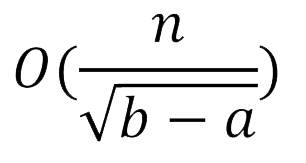 O(n/√(b − a))